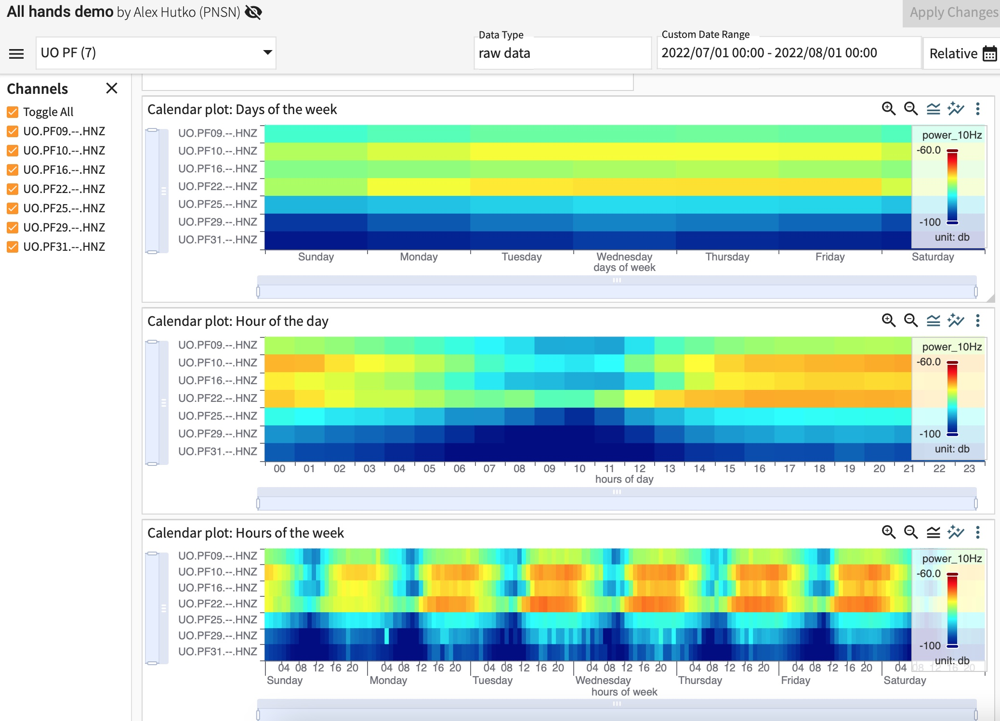 All hands demo by Alex Hutko (PNSN)
Apply Changes
UO PF (7)
Data Type
raw data
Custom Date Range
2022/07/01 00:00 - 2022/08/01 00:00
Relative
Channels
Toggle All
UO.PF09.--.HNZ
UO.PF10.--.HNZ
UO.PF16.--.HNZ
UO.PF22.--.HNZ
UO.PF25.--.HNZ
UO.PF29.--.HNZ
UO.PF31.--.HNZ
Calendar plot: Days of the week
UO.PF09.--.HNZ
UO.PF10.--.HNZ
UO.PF16.--.HNZ
UO.PF22.--.HNZ
UO.PF25.--.HNZ
UO.PF29.--.HNZ
UO.PF31.--.HNZ
power_10Hz
-60.0
-100
unit: db
Sunday Monday Tuesday Wednesday Thursday Friday Saturday
days of week
Calendar plot: Hour of the day
UO.PF09.--.HNZ
UO.PF10.--.HNZ
UO.PF16.--.HNZ
UO.PF22.--.HNZ
UO.PF25.--.HNZ
UO.PF29.--.HNZ
UO.PF31.--.HNZ
power_10Hz
-60.0
-100
unit: db
00 01 02 03 04 05 06 07 08 09 10 11 12 13 14 15 16 17 18 19 20 21 22 23
hours of day
Calendar plot: Hours of the week
UO.PF09.--.HNZ
UO.PF10.--.HNZ
UO.PF16.--.HNZ
UO.PF22.--.HNZ
UO.PF25.--.HNZ
UO.PF29.--.HNZ
UO.PF31.--.HNZ
power_10Hz
-60.0
-100
unit: db
04 08 12 16 20 04 08 12 16 20 04 08 12 16 20 04 08 12 16 20 04 08 12 16 20 04 08 12 16 20 04 08 12 16 20
Sunday Monday Tuesday Wednesday Thursday Friday Saturday
hours of week